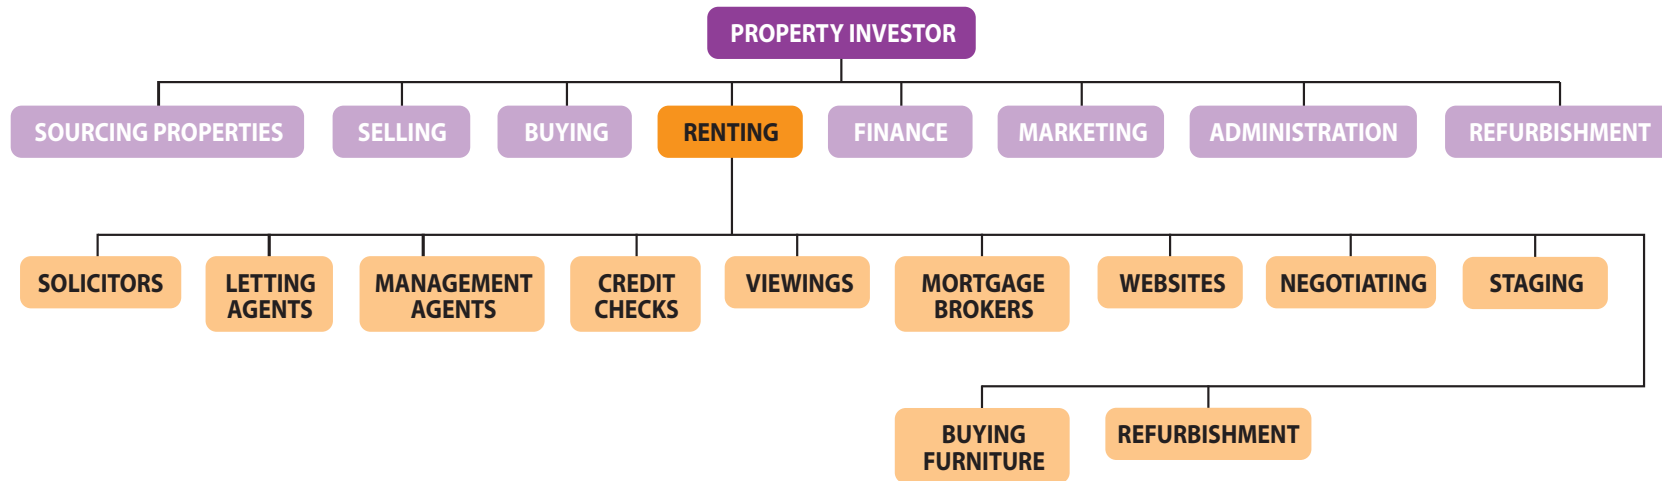 PROPERTY INVESTOR
SOURCING PROPERTIES
SELLING
BUYING
RENTING
FINANCE
MARKETING
ADMINISTRATION
REFURBISHMENT
SOLICITORS
LETTING
AGENTS
MANAGEMENT
AGENTS
CREDIT
CHECKS
VIEWINGS
MORTGAGE
BROKERS
WEBSITES
NEGOTIATING
STAGING
BUYING
FURNITURE
REFURBISHMENT